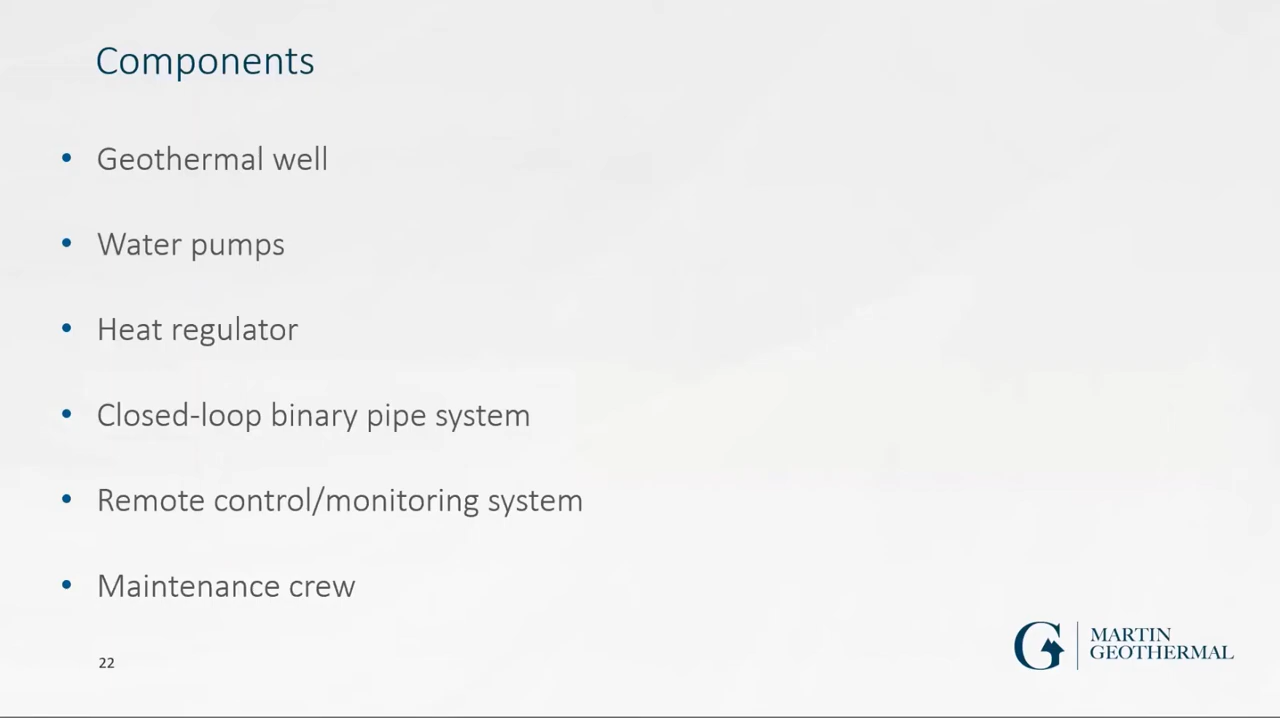 Components
• Geothermal well
• Water pumps
• Heat regulator
• Closed-loop binary pipe system
• Remote control/monitoring system
• Maintenance crew
22
G MARTIN
GEOTHERMAL